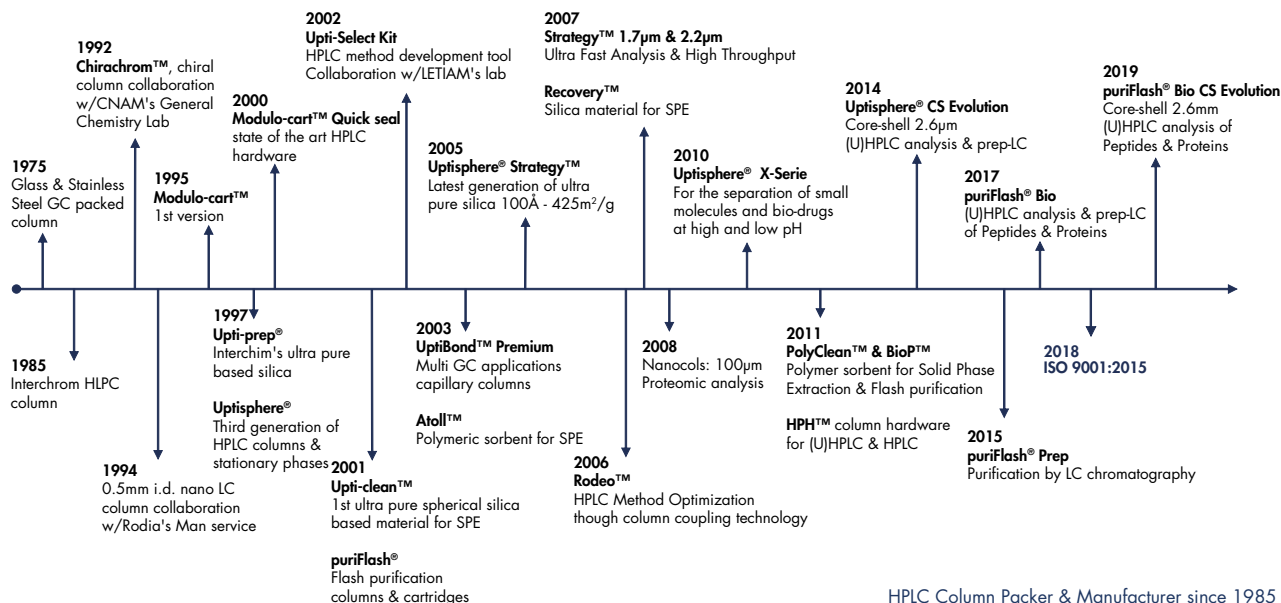 1975
Glass & Stainless
Steel GC packed
column
1985
Interchrom HLPC
column
1992
Chirachrom™, chiral
column collaboration
w/CNAM's General
Chemistry Lab
1994
0.5mm i.d. nano LC
column collaboration
w/Rodia's Man service
1995
Modulo-cart™
1st version
1997
Upti-prep®
Interchim's ultra pure
based silica
Uptisphere®
Third generation of
HPLC columns &
stationary phases
2000
Modulo-cart™ Quick seal
state of the art HPLC
hardware
2001
Upti-clean™
1st ultra pure spherical silica
based material for SPE
puriFlash®
Flash purification
columns & cartridges
2002
Upti-Select Kit
HPLC method development tool
Collaboration w/LETIAM's lab
2003
UptiBond™ Premium
Multi GC applications
capillary columns
Atoll™
Polymeric sorbent for SPE
2005
Uptisphere® Strategy™
Latest generation of ultra
pure silica 100Å - 425m²/g
2006
Rodeo™
HPLC Method Optimization
though column coupling technology
2007
Strategy™ 1.7µm & 2.2µm
Ultra Fast Analysis & High Throughput
Recovery™
Silica material for SPE
2008
Nanocols: 100µm
Proteomic analysis
2010
Uptisphere® X-Serie
For the separation of small
molecules and bio-drugs
at high and low pH
2011
PolyClean™ & BioP™
Polymer sorbent for Solid Phase
Extraction & Flash purification
HPH™ column hardware
for (U)HPLC & HPLC
2014
Uptisphere® CS Evolution
Core-shell 2.6µm
(U)HPLC analysis & prep-LC
2015
puriFlash® Prep
Purification by LC chromatography
2017
puriFlash® Bio
(U)HPLC analysis & prep-LC
of Peptides & Proteins
2018
ISO 9001:2015
2019
puriFlash® Bio CS Evolution
Core-shell 2.6mm
(U)HPLC analysis of
Peptides & Proteins
HPLC Column Packer & Manufacturer since 1985